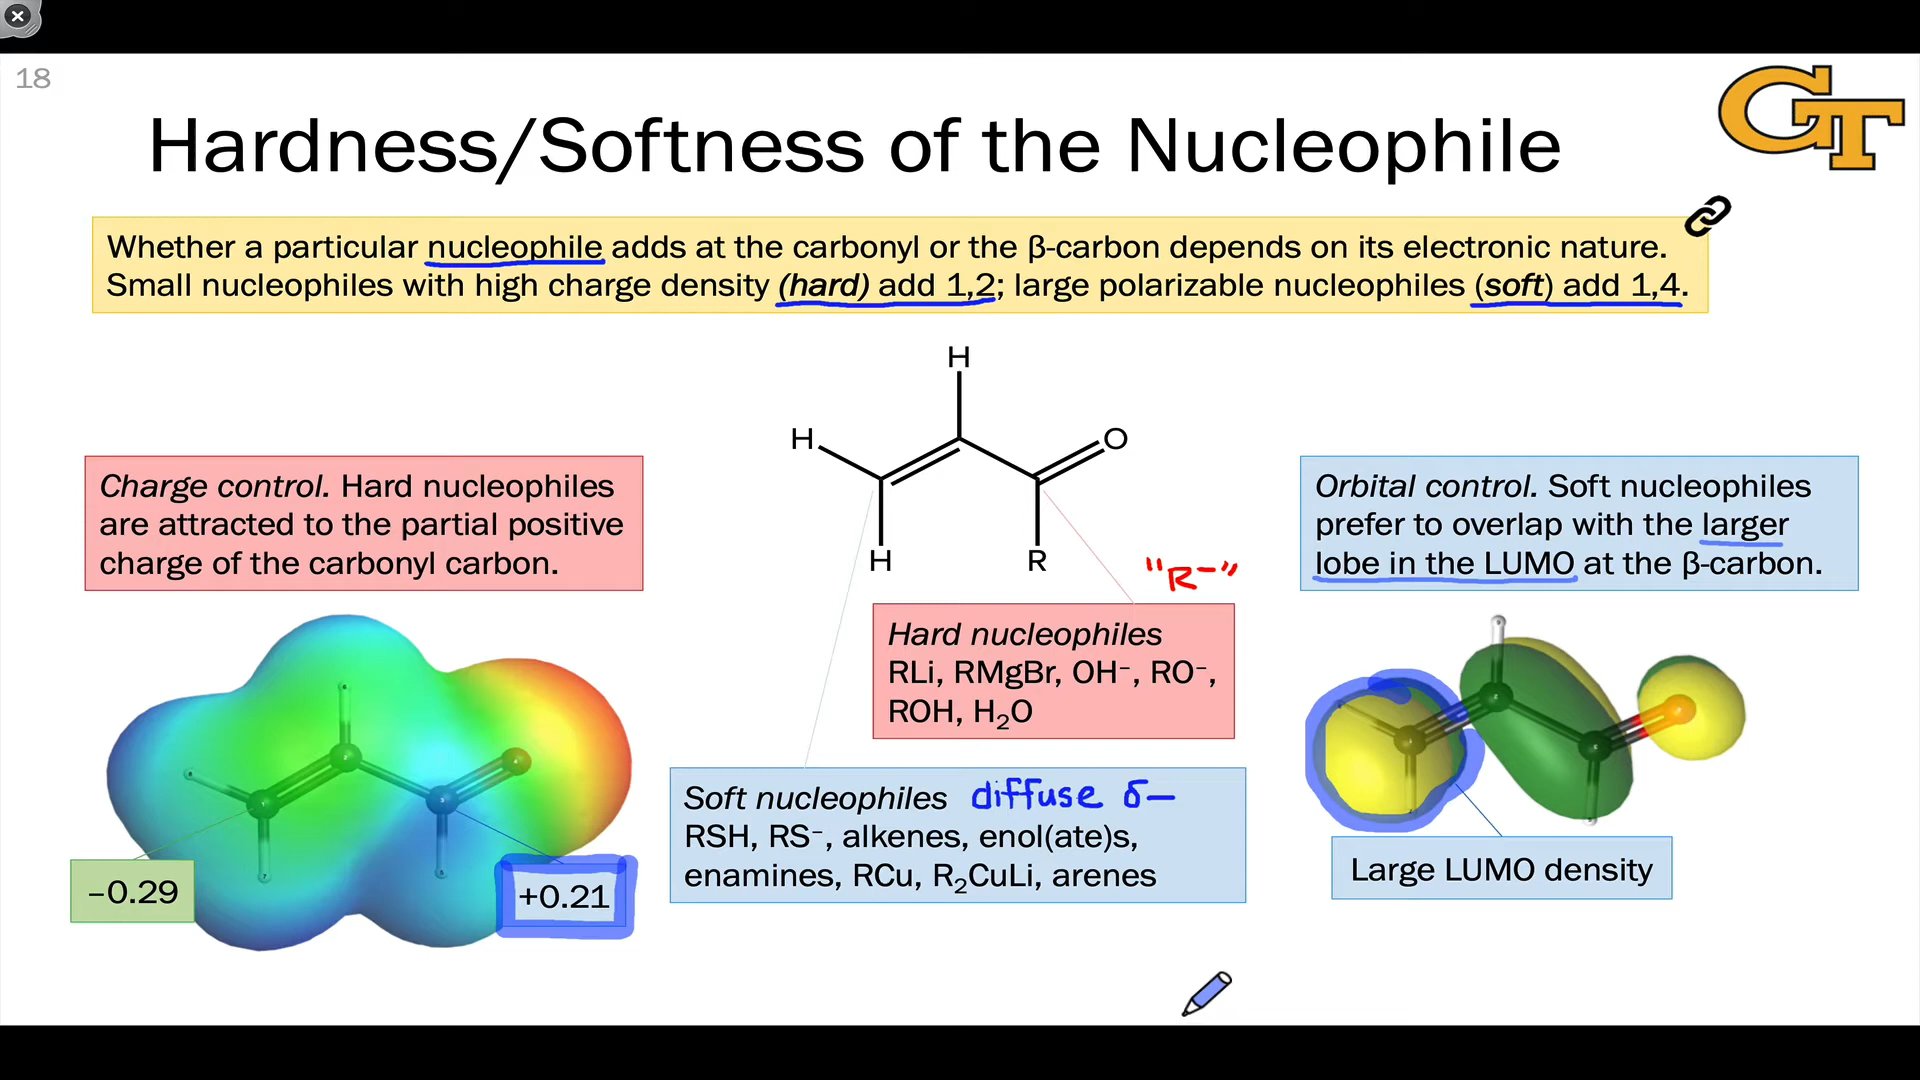 18
GT
Hardness/Softness of the Nucleophile
Whether a particular nucleophile adds at the carbonyl or the β-carbon depends on its electronic nature.
Small nucleophiles with high charge density (hard) add 1,2; large polarizable nucleophiles (soft) add 1,4.
H
H
O
H
R
Charge control. Hard nucleophiles
are attracted to the partial positive
charge of the carbonyl carbon.
"R⁻"
Hard nucleophiles
RLi, RMgBr, OH⁻, RO⁻,
ROH, H₂O
Orbital control. Soft nucleophiles
prefer to overlap with the larger
lobe in the LUMO at the β-carbon.
Soft nucleophiles diffuse δ–
RSH, RS⁻, alkenes, enol(ate)s,
enamines, RCu, R₂CuLi, arenes
–0.29
+0.21
Large LUMO density